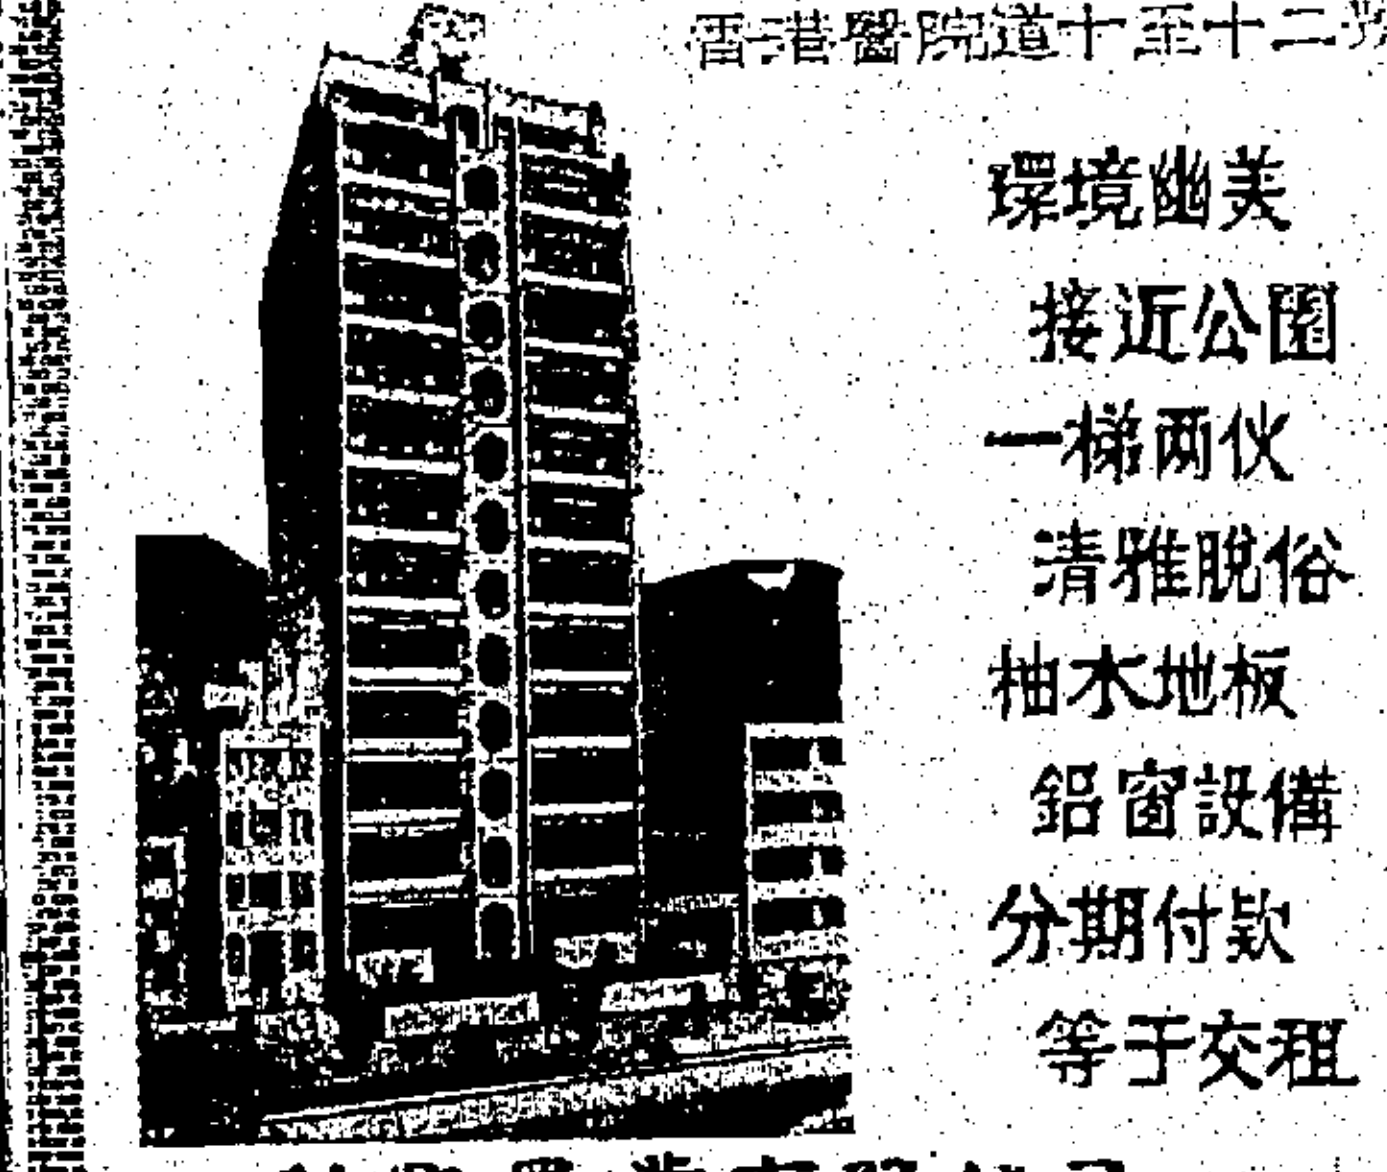 香港醫院道十至十二號
環境幽美
接近公園
一梯两伙
清雅脫俗
柚木地板
鋁窗設備
分期付款
等于交租